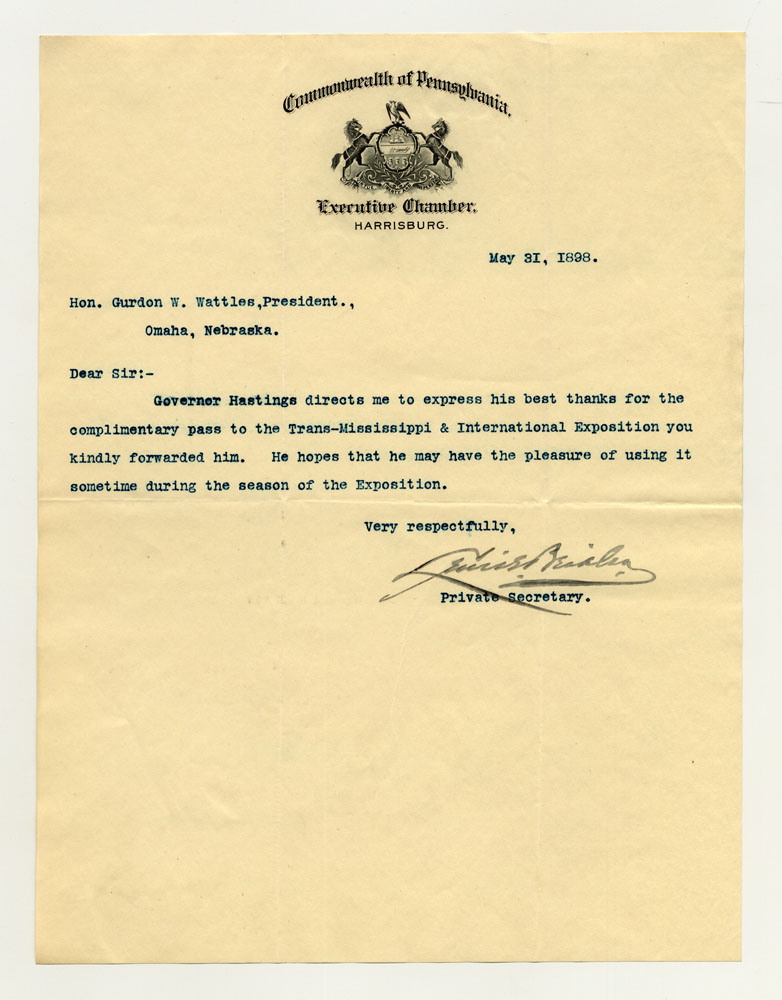 Commonwealth of Pennsylvania.
Executive Chamber.
HARRISBURG.
May 31, 1898.
Hon. Gurdon W. Wattles,President.,
Omaha, Nebraska.
Dear Sir:-
Governor Hastings directs me to express his best thanks for the
complimentary pass to the Trans-Mississippi & International Exposition you
kindly forwarded him. He hopes that he may have the pleasure of using it
sometime during the season of the Exposition.
Very respectfully,
Private Secretary.